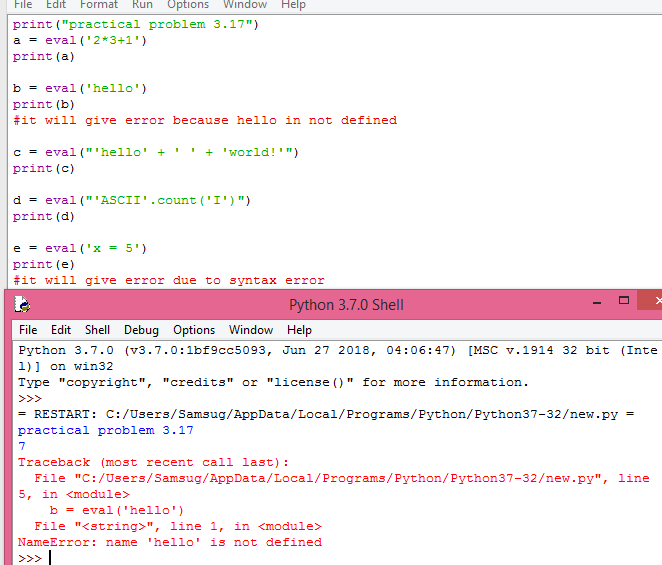 File Edit Format Run Options Window Help
print("practical problem 3.17")
a = eval('2*3+1')
print(a)
b = eval('hello')
print(b)
#it will give error because hello in not defined
c = eval("'hello' + ' ' + 'world!'")
print(c)
d = eval("'ASCII'.count('I')")
print(d)
e = eval('x = 5')
print(e)
#it will give error due to syntax error
Python 3.7.0 Shell
File Edit Shell Debug Options Window Help
Python 3.7.0 (v3.7.0:1bf9cc5093, Jun 27 2018, 04:06:47) [MSC v.1914 32 bit (Inte
l)] on win32
Type "copyright", "credits" or "license()" for more information.
>>>
= RESTART: C:/Users/Samsug/AppData/Local/Programs/Python/Python37-32/new.py =
practical problem 3.17
7
Traceback (most recent call last):
  File "C:/Users/Samsug/AppData/Local/Programs/Python/Python37-32/new.py", line
5, in <module>
    b = eval('hello')
  File "<string>", line 1, in <module>
NameError: name 'hello' is not defined
>>>